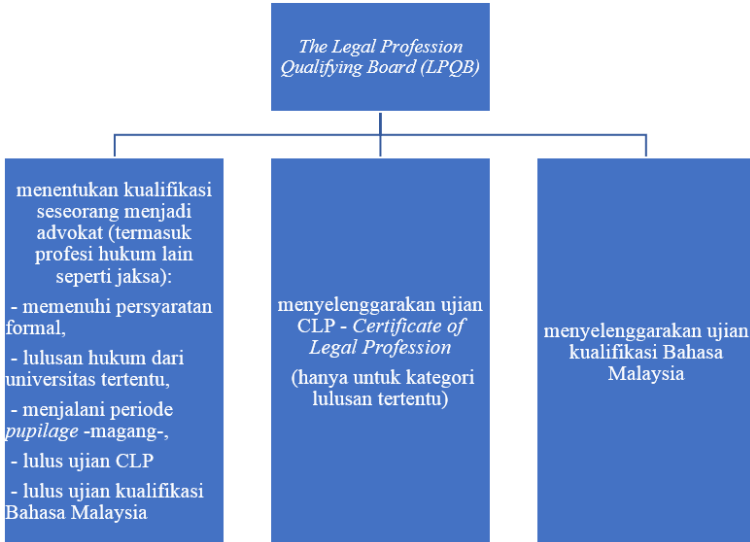 The Legal Profession
Qualifying Board (LPQB)
menentukan kualifikasi
seseorang menjadi
advokat (termasuk
profesi hukum lain
seperti jaksa):
- memenuhi persyaratan
formal,
- lulusan hukum dari
universitas tertentu,
- menjalani periode
pupilage -magang-,
- lulus ujian CLP
- lulus ujian kualifikasi
Bahasa Malaysia
menyelenggarakan ujian
CLP - Certificate of
Legal Profession
(hanya untuk kategori
lulusan tertentu)
menyelenggarakan ujian
kualifikasi Bahasa
Malaysia